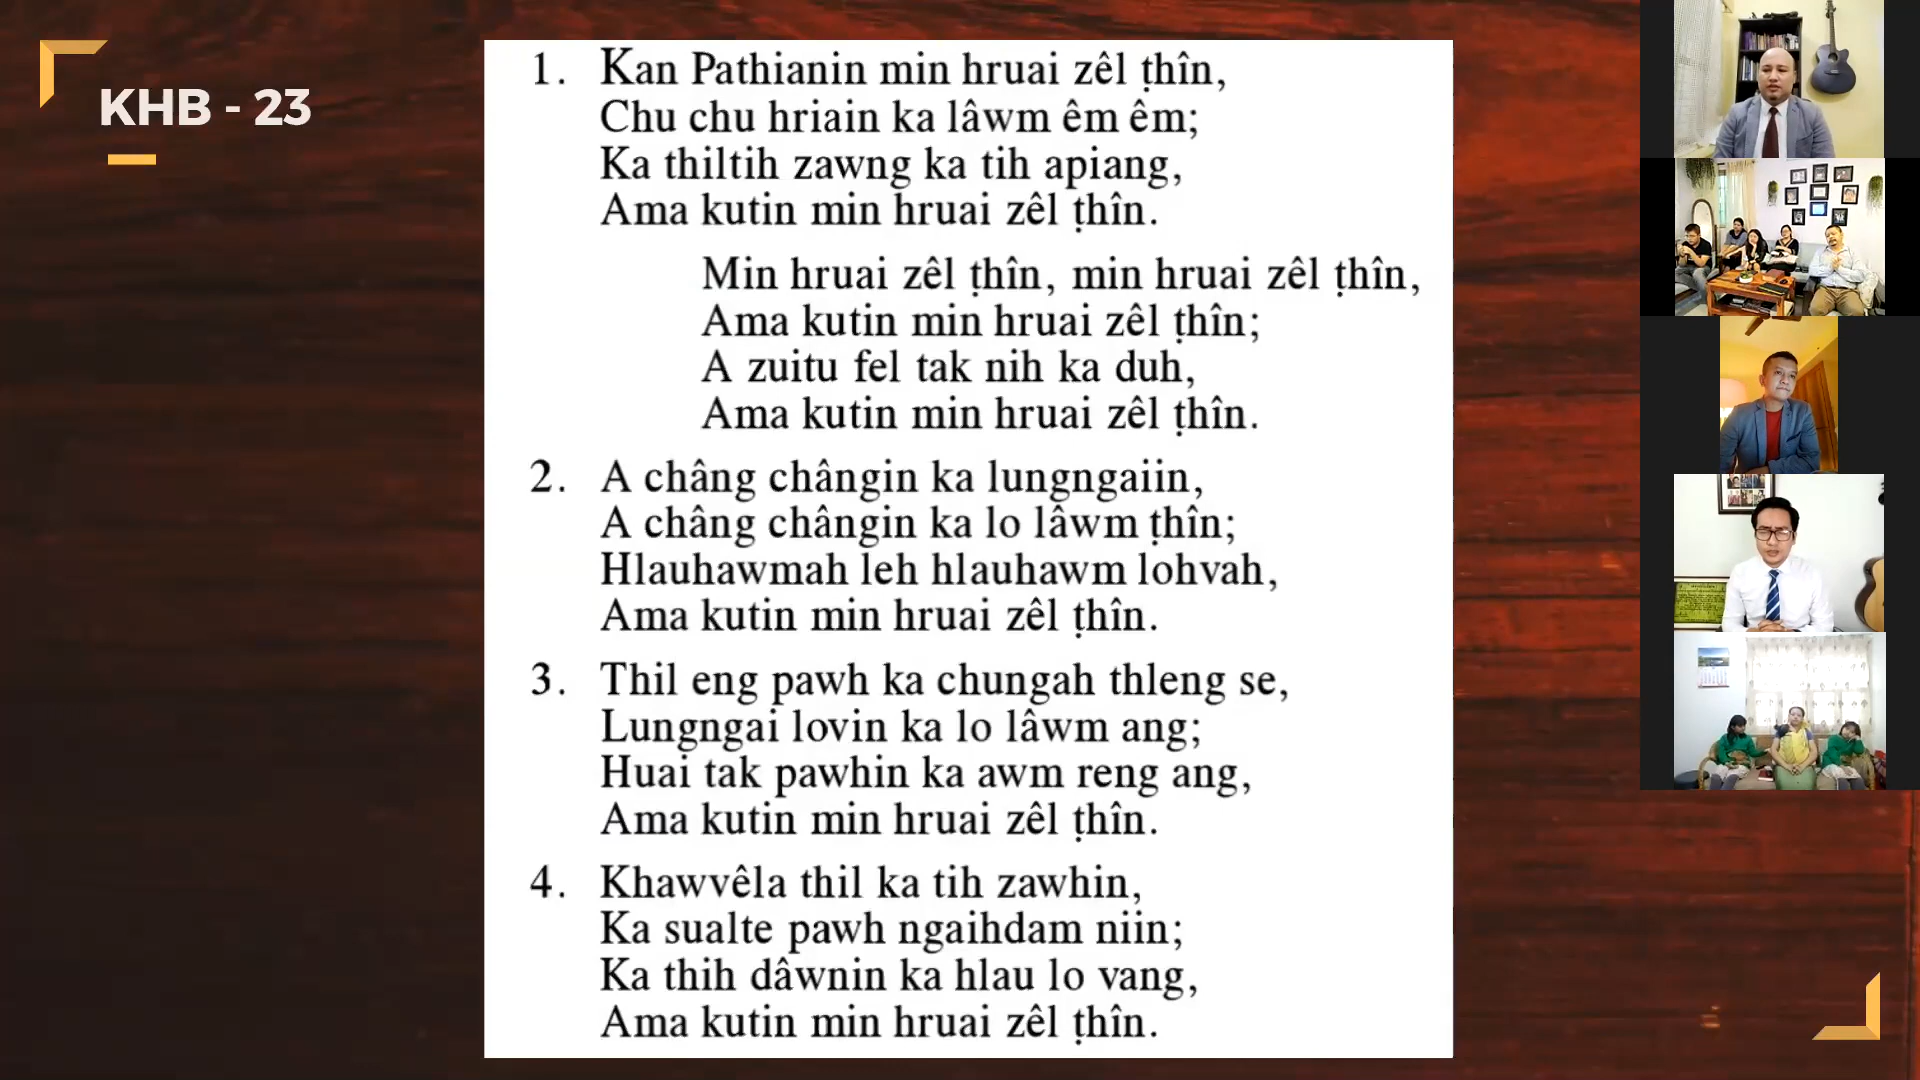 KHB - 23
1. Kan Pathianin min hruai zêl ṭhîn,
Chu chu hriain ka lâwm êm êm;
Ka thiltih zawng ka tih apiang,
Ama kutin min hruai zêl ṭhîn.
Min hruai zêl ṭhîn, min hruai zêl ṭhîn,
Ama kutin min hruai zêl ṭhîn;
A zuitu fel tak nih ka duh,
Ama kutin min hruai zêl ṭhîn.
2. A châng chângin ka lungngaiin,
A châng chângin ka lo lâwm ṭhîn;
Hlauhawmah leh hlauhawm lohvah,
Ama kutin min hruai zêl ṭhîn.
3. Thil eng pawh ka chungah thleng se,
Lungngai lovin ka lo lâwm ang;
Huai tak pawhin ka awm reng ang,
Ama kutin min hruai zêl ṭhîn.
4. Khawvêla thil ka tih zawhin,
Ka sualte pawh ngaihdam niin;
Ka thih dâwnin ka hlau lo vang,
Ama kutin min hruai zêl ṭhîn.